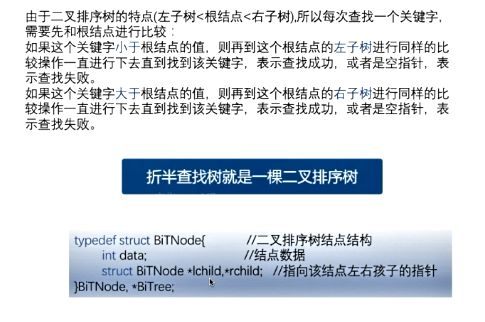 由于二叉排序树的特点(左子树<根结点<右子树),所以每次查找一个关键字,
需要先和根结点进行比较：
如果这个关键字小于根结点的值，则再到这个根结点的左子树进行同样的比
较操作一直进行下去直到找到该关键字，表示查找成功，或者是空指针，表
示查找失败。
如果这个关键字大于根结点的值，则再到这个根结点的右子树进行同样的比
较操作一直进行下去直到找到该关键字，表示查找成功，或者是空指针，表
示查找失败。
折半查找树就是一棵二叉排序树
typedef struct BiTNode{ //二叉排序树结点结构
int data; //结点数据
struct BiTNode *lchild,*rchild; //指向该结点左右孩子的指针
}BiTNode, *BiTree;